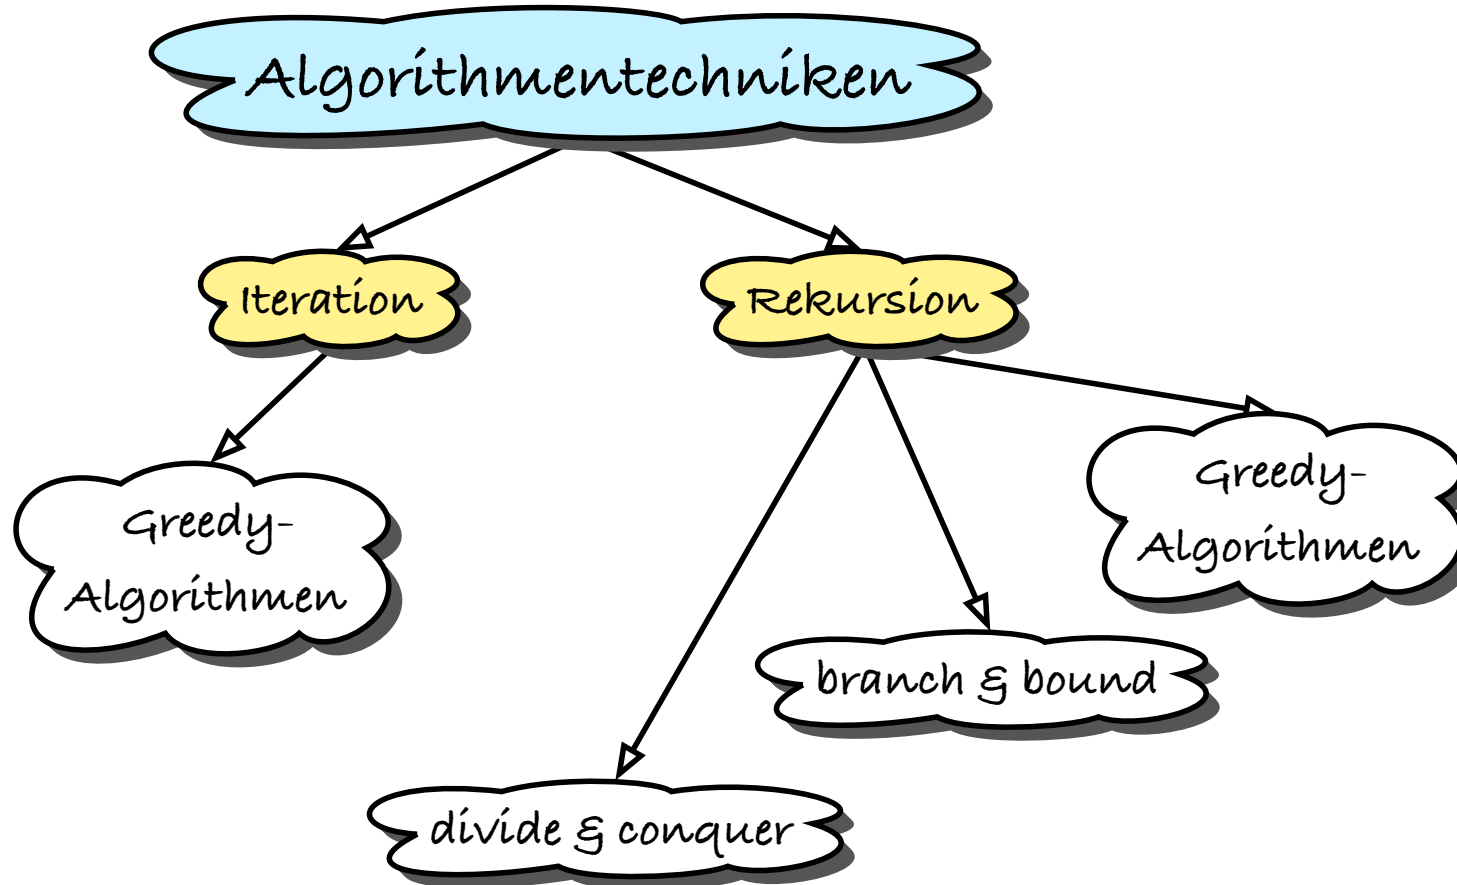 Algorithmentechniken
Iteration
Rekursion
Greedy-
Algorithmen
Greedy-
Algorithmen
branch & bound
divide & conquer